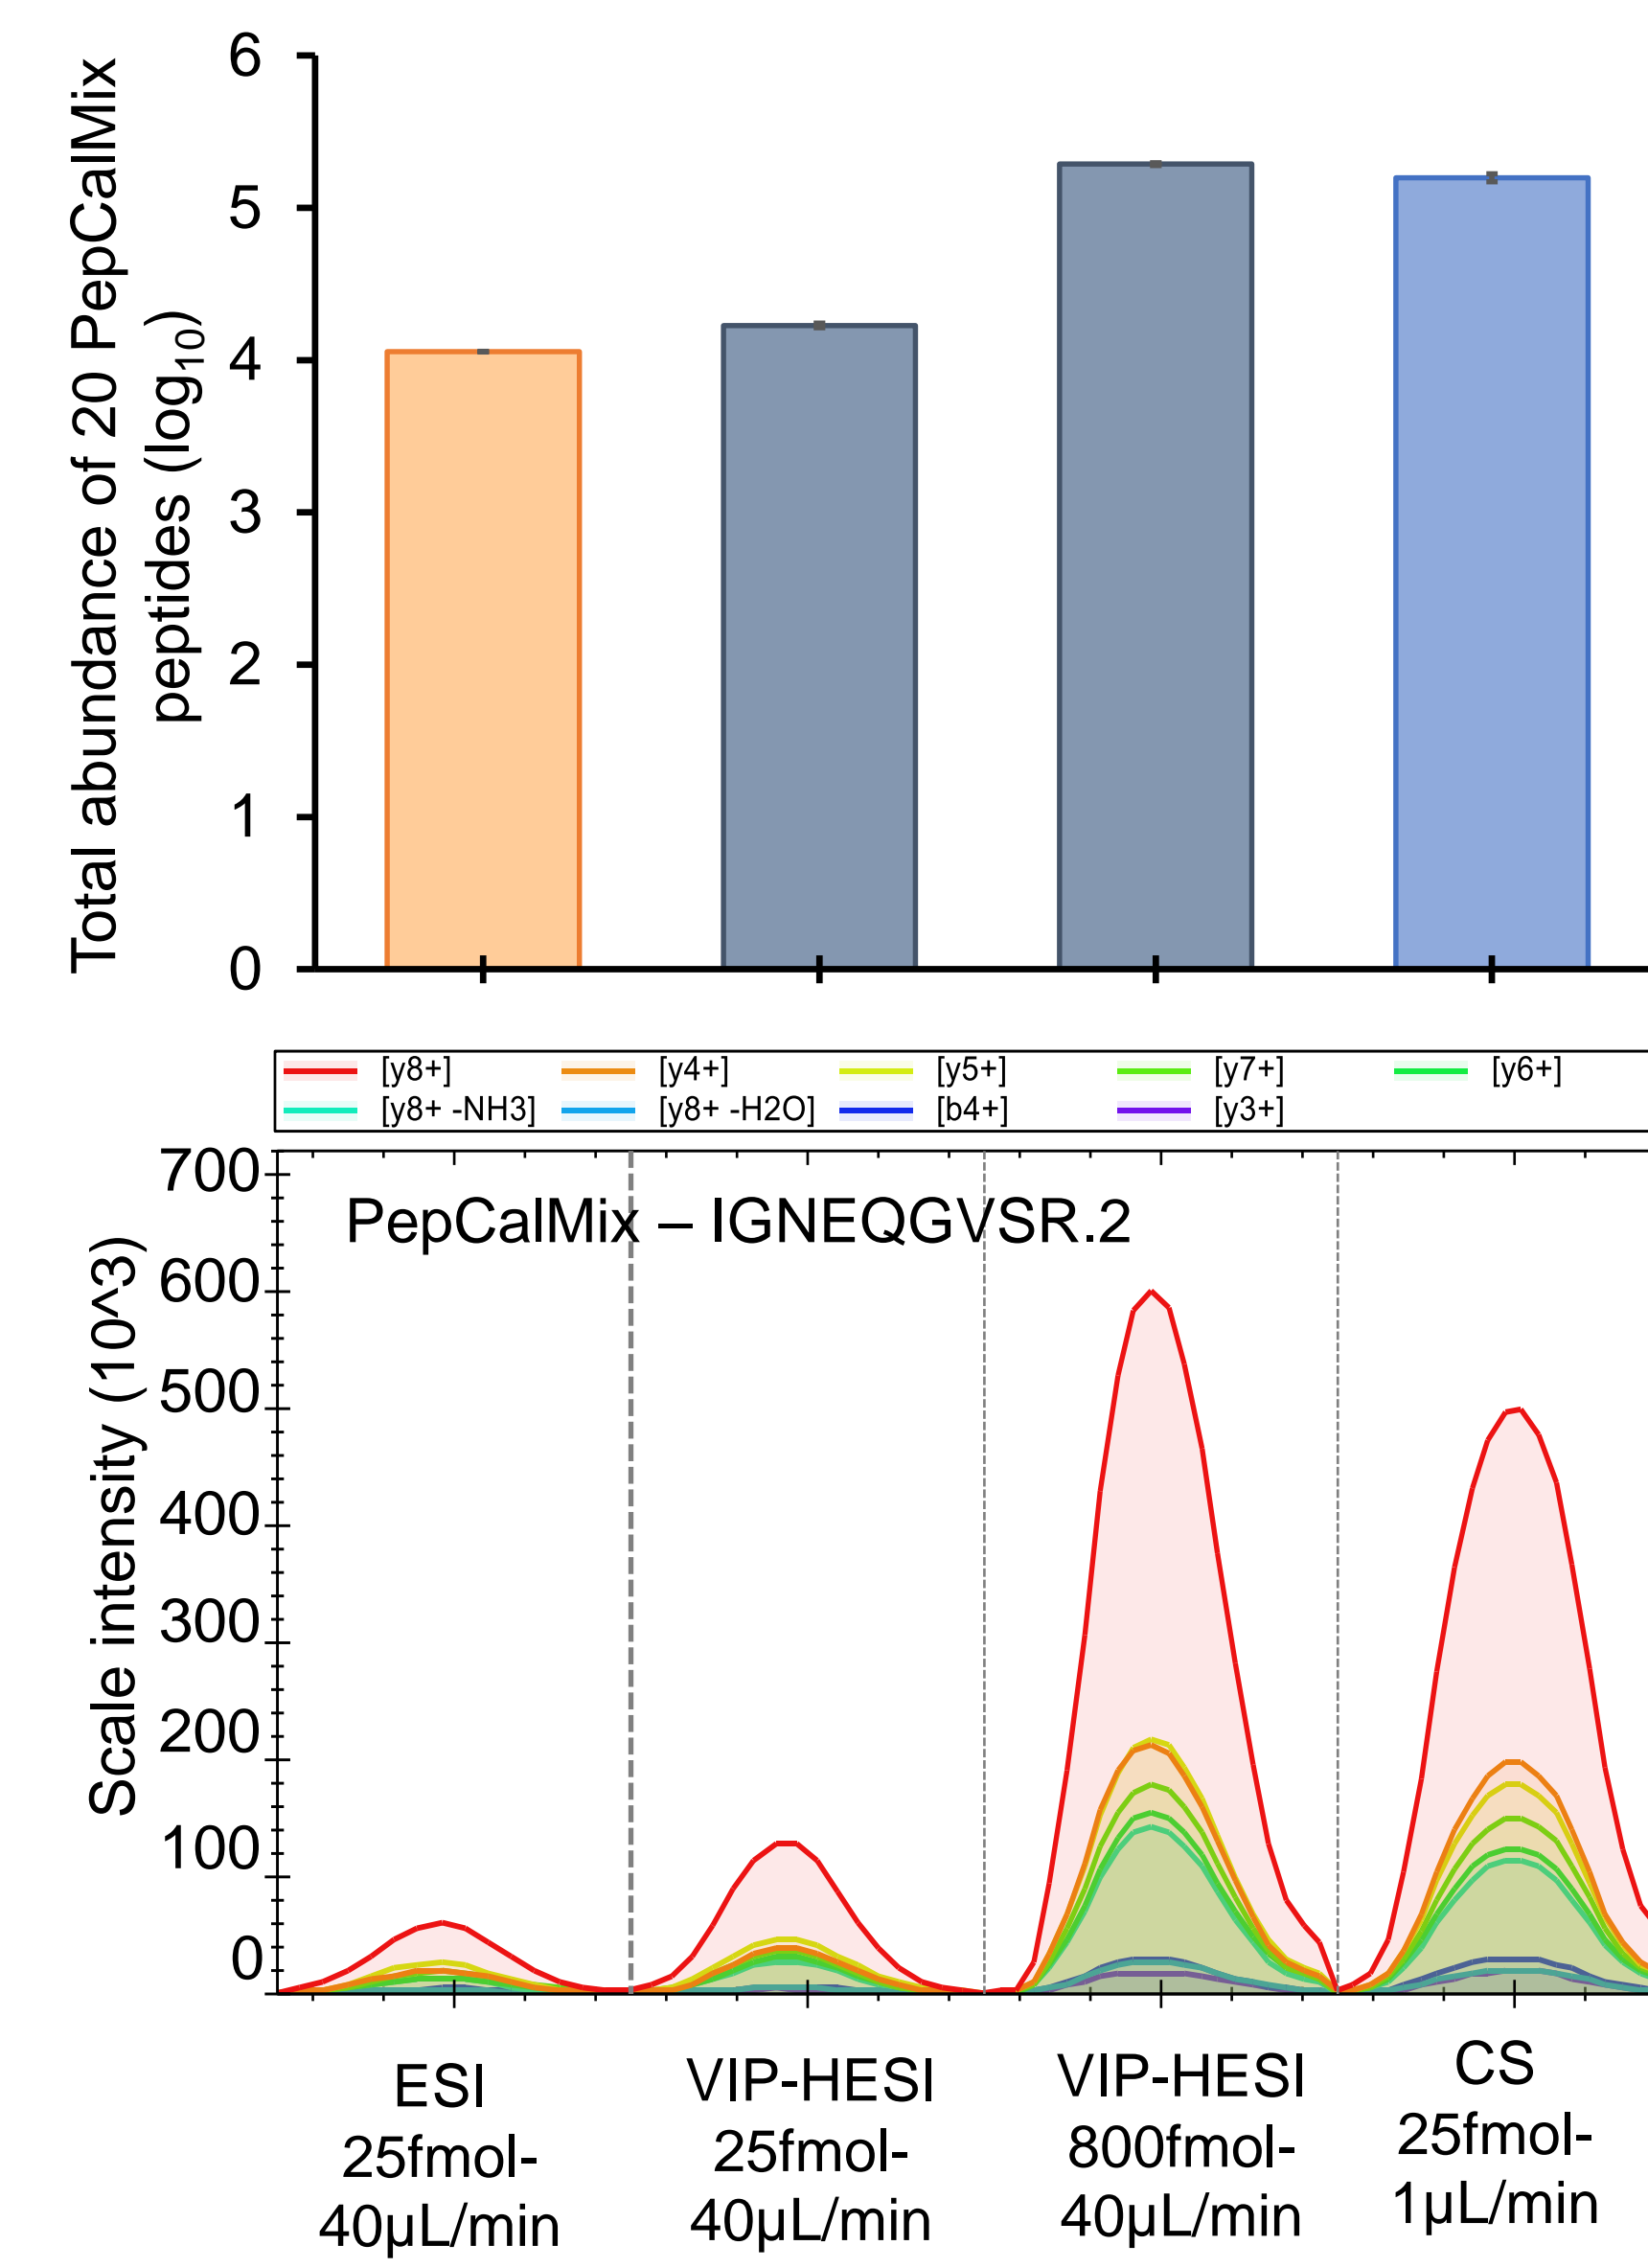 Total abundance of 20 PepCalMix
peptides (log10)
6
5
4
3
2
1
0
[y8+] [y4+] [y5+] [y7+] [y6+]
[y8+ -NH3] [y8+ -H2O] [b4+] [y3+]
PepCalMix – IGNEQGVSR.2
Scale intensity (10^3)
700
600
500
400
300
200
100
0
ESI
25fmol-
40µL/min
VIP-HESI
25fmol-
40µL/min
VIP-HESI
800fmol-
40µL/min
CS
25fmol-
1µL/min